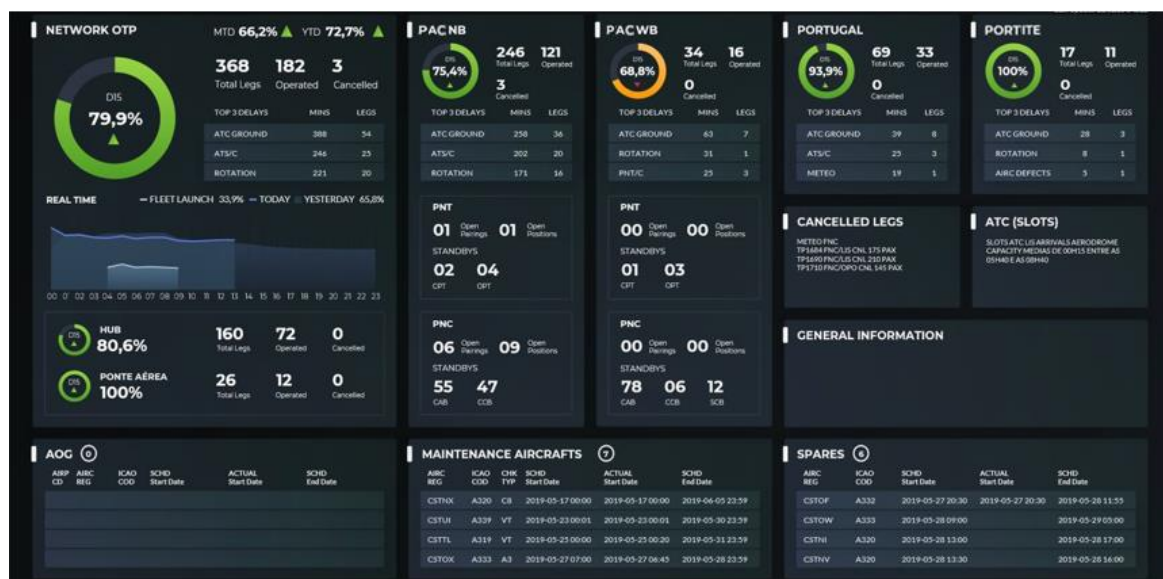 NETWORK OTP
MTD 66,2% YTD 72,7%
D15
79,9%
368 182 3
Total Legs Operated Cancelled
TOP 3 DELAYS MINS LEGS
ATC GROUND 388 54
ATS/C 246 25
ROTATION 221 20
REAL TIME
FLEET LAUNCH 33,9% TODAY YESTERDAY 65,8%
00 01 02 03 04 05 06 07 08 09 10 11 12 13 14 15 16 17 18 19 20 21 22 23
D15
HUB
80,6%
160 72 0
Total Legs Operated Cancelled
D15
PONTE AÉREA
100%
26 12 0
Total Legs Operated Cancelled
PAC NB
D15
75,4%
246 121
Total Legs Operated
3
Cancelled
TOP 3 DELAYS MINS LEGS
ATC GROUND 258 36
ATS/C 202 20
ROTATION 171 16
PNT
01 Open Pairings 01 Open Positions
STANDBYS
02 04
CPT OPT
PNC
06 Open Pairings 09 Open Positions
STANDBYS
55 47
CAB CCB
PAC WB
D15
68,8%
34 16
Total Legs Operated
0
Cancelled
TOP 3 DELAYS MINS LEGS
ATC GROUND 63 7
ROTATION 31 1
PNT/C 25 3
PNT
00 Open Pairings 00 Open Positions
STANDBYS
01 03
CPT OPT
PNC
00 Open Pairings 00 Open Positions
STANDBYS
78 06 12
CAB CCB SCB
PORTUGAL
D15
93,9%
69 33
Total Legs Operated
0
Cancelled
TOP 3 DELAYS MINS LEGS
ATC GROUND 39 8
ATS/C 25 3
METEO 19 1
PORTITE
D15
100%
17 11
Total Legs Operated
0
Cancelled
TOP 3 DELAYS MINS LEGS
ATC GROUND 28 3
ROTATION 8 1
AIRC DEFECTS 5 1
CANCELLED LEGS
METEO FNC
TP1684 FNC/LIS CNL 175 PAX
TP1690 FNC/LIS CNL 210 PAX
TP1710 FNC/OPO CNL 145 PAX
ATC (SLOTS)
SLOTS ATC LIS ARRIVALS AERODROME
CAPACITY MEDIAS DE 00H15 ENTRE AS
05H40 E AS 08H40
GENERAL INFORMATION
AOG 0
AIRP CD AIRC REG ICAO COD SCHD Start Date ACTUAL Start Date SCHD End Date
MAINTENANCE AIRCRAFTS 7
AIRC REG ICAO COD CHK TYP SCHD Start Date ACTUAL Start Date SCHD End Date
CSTNX A320 C8 2019-05-17 00:00 2019-05-17 00:00 2019-06-05 23:59
CSTUI A339 VT 2019-05-23 00:01 2019-05-23 00:01 2019-05-30 23:59
CSTTL A319 VT 2019-05-25 00:00 2019-05-25 00:20 2019-05-31 23:59
CSTOX A333 A3 2019-05-27 07:00 2019-05-27 06:45 2019-05-28 23:59
SPARES 6
AIRC REG ICAO COD SCHD Start Date ACTUAL Start Date SCHD End Date
CSTOF A332 2019-05-27 20:30 2019-05-27 20:30 2019-05-28 11:55
CSTOW A333 2019-05-28 09:00 2019-05-29 05:00
CSTNI A320 2019-05-28 13:00 2019-05-28 17:00
CSTNV A320 2019-05-28 13:30 2019-05-28 16:00